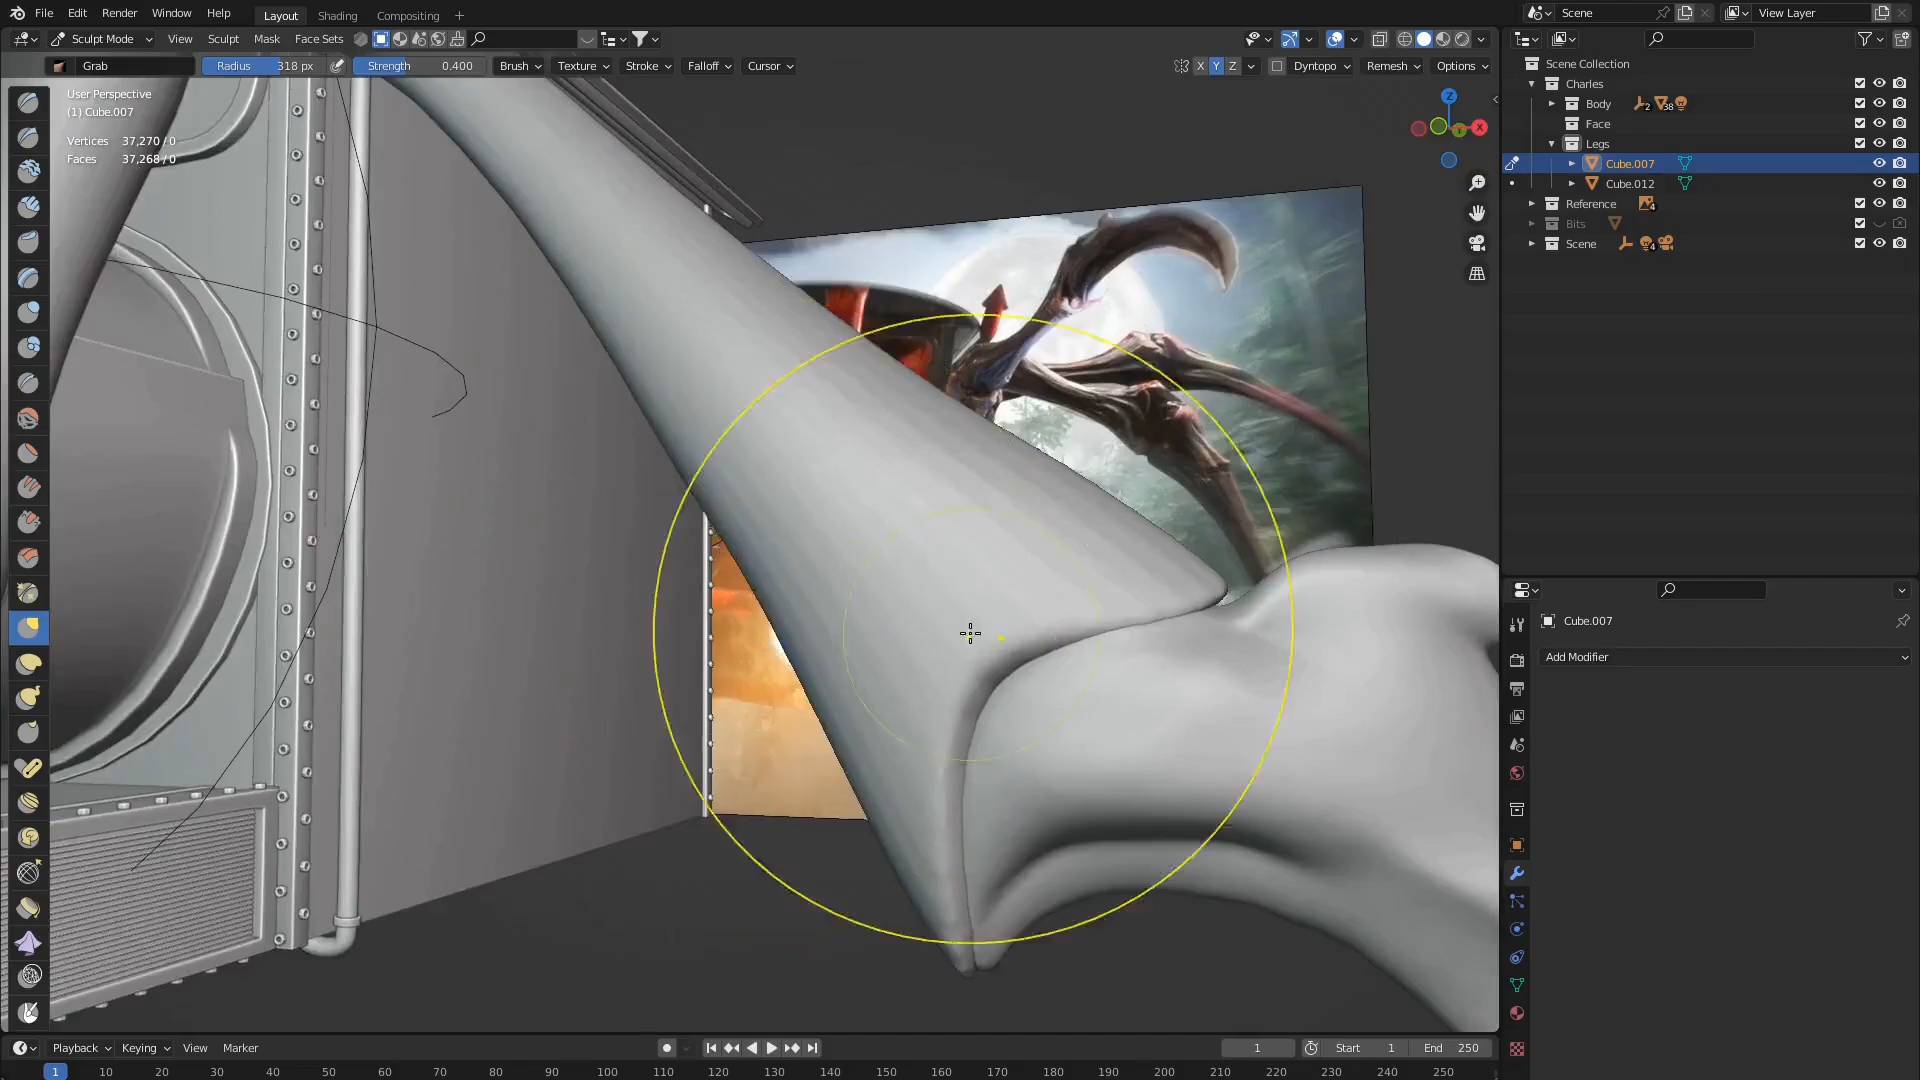 File Edit Render Window Help Layout Shading Compositing + Scene View Layer
Sculpt Mode View Sculpt Mask Face Sets
Grab Radius 318 px Strength 0.400 Brush Texture Stroke Falloff Cursor X Y Z Dyntopo Remesh Options
User Perspective
(1) Cube.007
Vertices 37,270 / 0
Faces 37,268 / 0
Z
X
Y
Scene Collection
Charles
Body 2 38
Face
Legs
Cube.007
Cube.012
Reference 4
Bits
Scene 4
Cube.007
Add Modifier
Playback Keying View Marker 1 Start 1 End 250
1 10 20 30 40 50 60 70 80 90 100 110 120 130 140 150 160 170 180 190 200 210 220 230 240 250